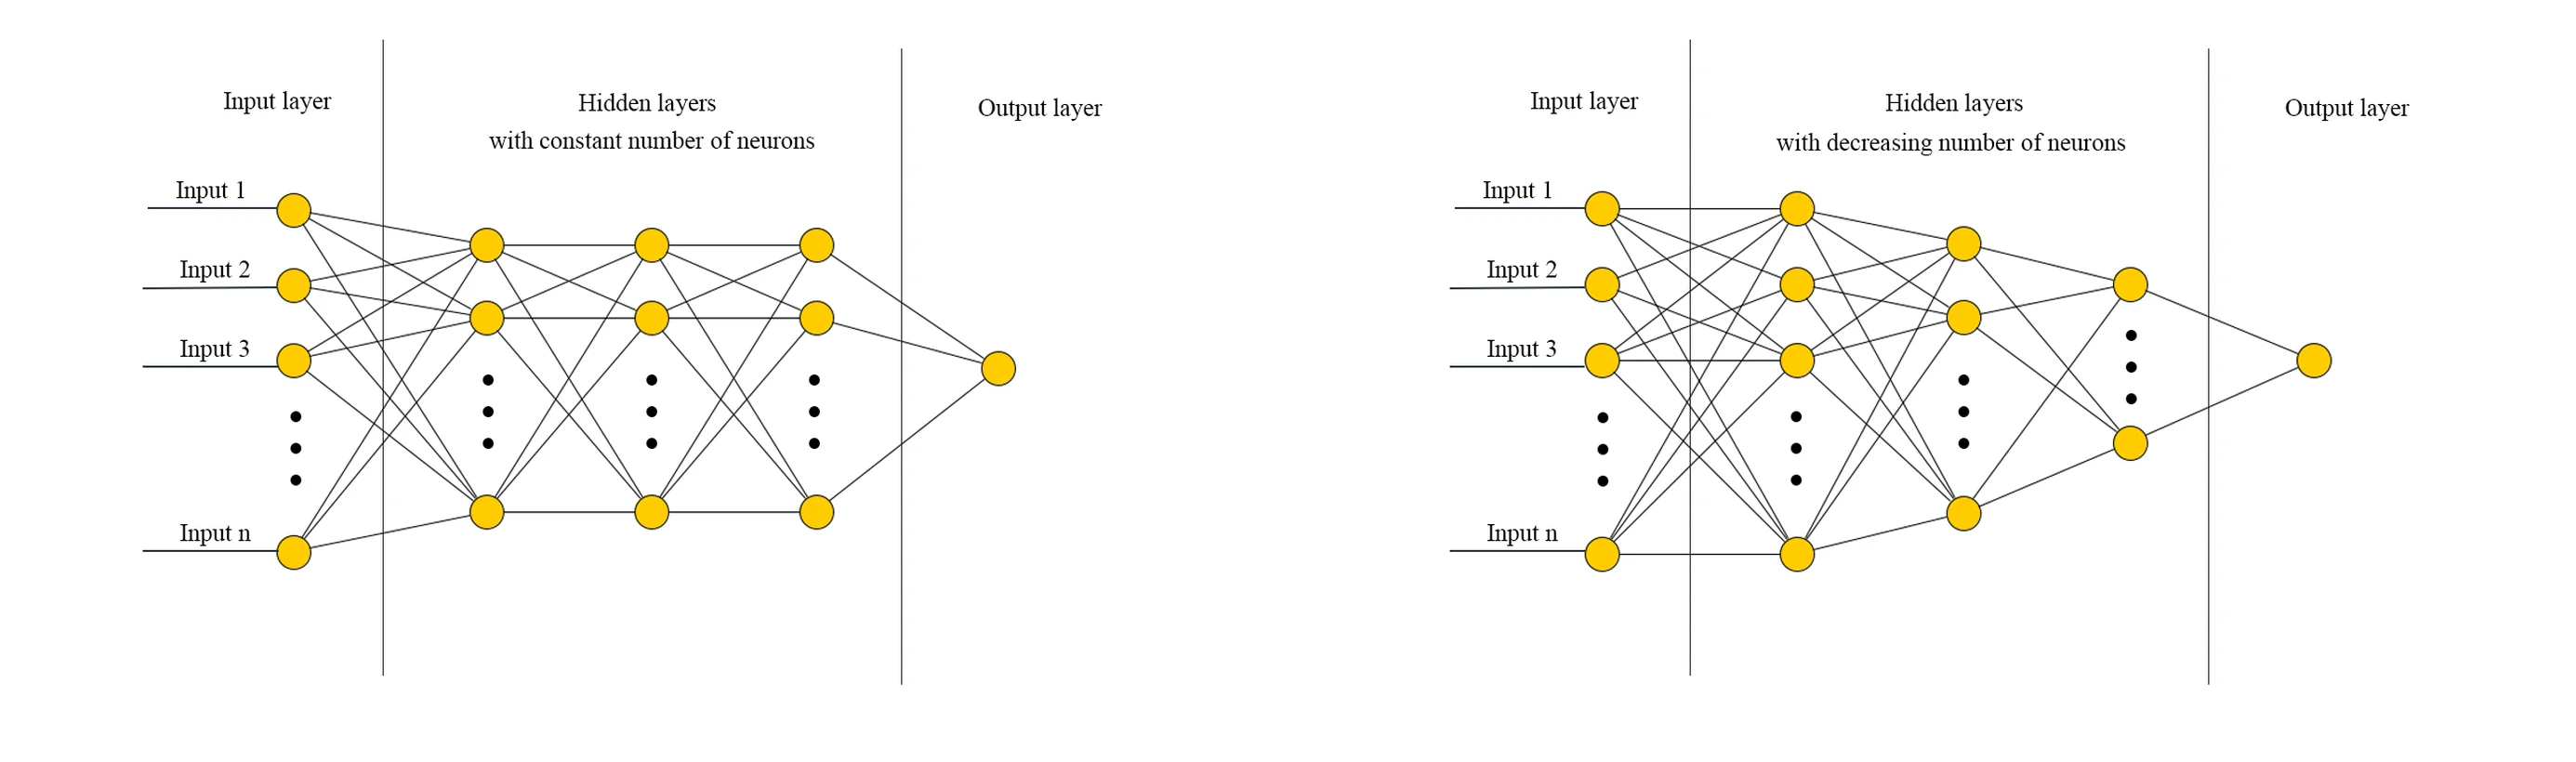 Input layer
Hidden layers
with constant number of neurons
Output layer
Input 1
Input 2
Input 3
Input n
Input layer
Hidden layers
with decreasing number of neurons
Output layer
Input 1
Input 2
Input 3
Input n